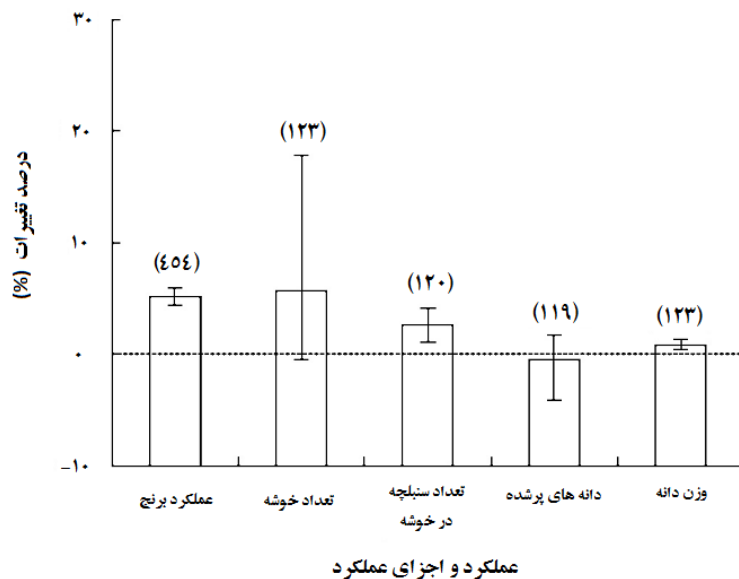 ۳۰
۲۰
۱۰
۰
-۱۰
درصد تغییرات (%)
(٤٥٤)
(۱۲۳)
(۱۲۰)
(۱۱۹)
(۱۲۳)
عملکرد برنج
تعداد خوشه
تعداد سنبلچه
در خوشه
دانه های پرشده
وزن دانه
عملکرد و اجزای عملکرد